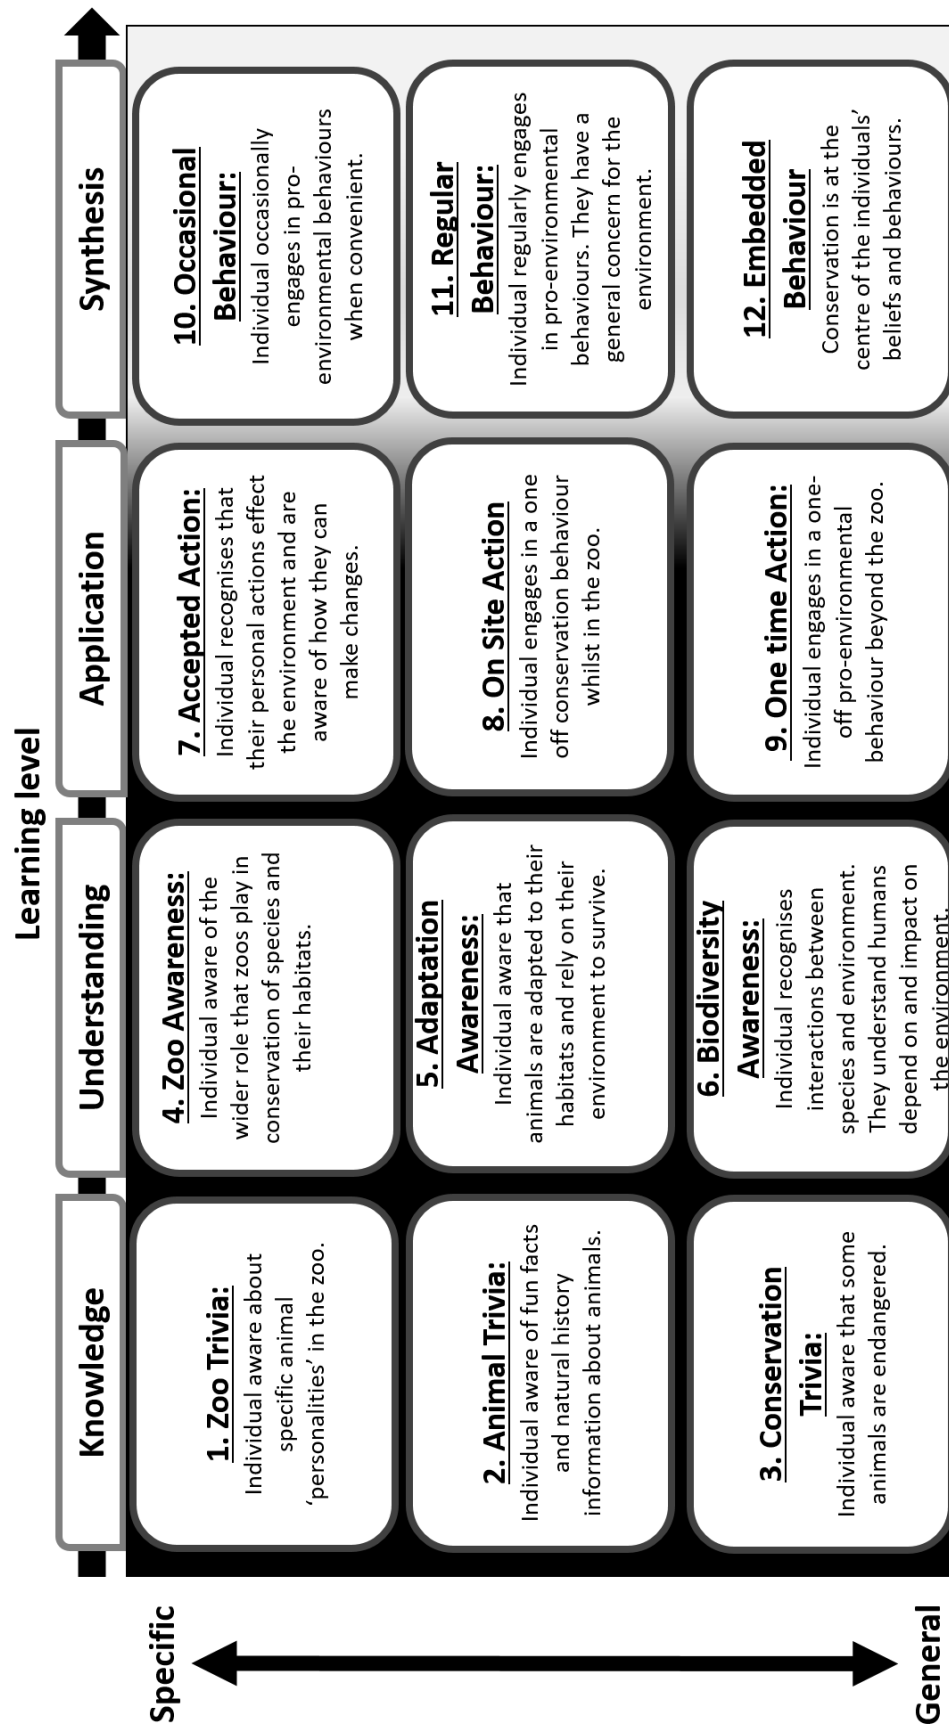 Learning level
Knowledge
Understanding
Application
Synthesis
Specific
General
1. Zoo Trivia:
Individual aware about
specific animal
‘personalities’ in the zoo.
4. Zoo Awareness:
Individual aware of the
wider role that zoos play in
conservation of species and
their habitats.
7. Accepted Action:
Individual recognises that
their personal actions effect
the environment and are
aware of how they can
make changes.
10. Occasional
Behaviour:
Individual occasionally
engages in pro-
environmental behaviours
when convenient.
2. Animal Trivia:
Individual aware of fun facts
and natural history
information about animals.
5. Adaptation
Awareness:
Individual aware that
animals are adapted to their
habitats and rely on their
environment to survive.
8. On Site Action
Individual engages in a one
off conservation behaviour
whilst in the zoo.
11. Regular
Behaviour:
Individual regularly engages
in pro-environmental
behaviours. They have a
general concern for the
environment.
3. Conservation
Trivia:
Individual aware that some
animals are endangered.
6. Biodiversity
Awareness:
Individual recognises
interactions between
species and environment.
They understand humans
depend on and impact on
the environment.
9. One time Action:
Individual engages in a one-
off pro-environmental
behaviour beyond the zoo.
12. Embedded
Behaviour
Conservation is at the
centre of the individuals’
beliefs and behaviours.